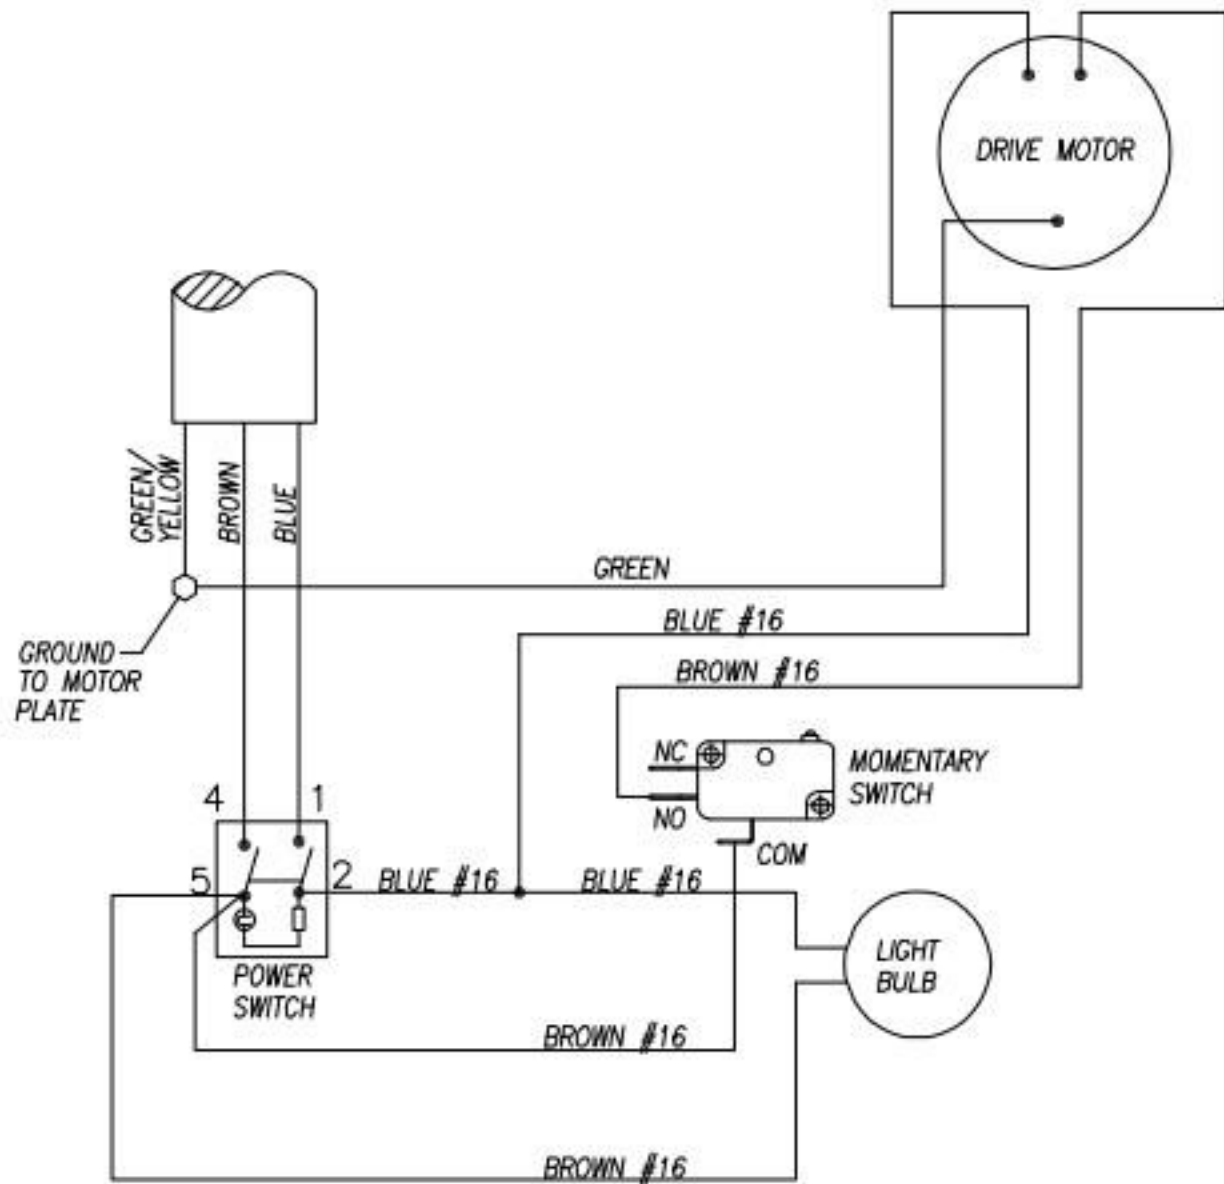 DRIVE MOTOR
GREEN/
YELLOW
BROWN
BLUE
GREEN
BLUE #16
BROWN #16
GROUND
TO MOTOR
PLATE
NC
NO
COM
MOMENTARY
SWITCH
4
1
5
2
BLUE #16
BLUE #16
POWER
SWITCH
LIGHT
BULB
BROWN #16
BROWN #16